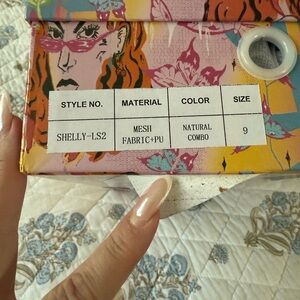 STYLE NO. MATERIAL COLOR SIZE
SHELLY-LS2 MESH FABRIC+PU NATURAL COMBO 9